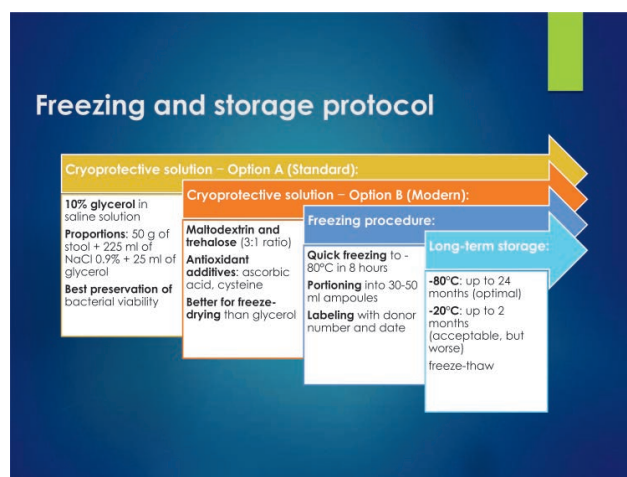 Freezing and storage protocol
Cryoprotective solution – Option A (Standard):
10% glycerol in
saline solution
Proportions: 50 g of
stool + 225 ml of
NaCl 0.9% + 25 ml of
glycerol
Best preservation of
bacterial viability
Cryoprotective solution – Option B (Modern):
Maltodextrin and
trehalose (3:1 ratio)
Antioxidant
additives: ascorbic
acid, cysteine
Better for freeze-
drying than glycerol
Freezing procedure:
Quick freezing to -
80°C in 8 hours
Portioning into 30-50
ml ampoules
Labeling with donor
number and date
Long-term storage:
-80°C: up to 24
months (optimal)
-20°C: up to 2
months
(acceptable, but
worse)
freeze-thaw